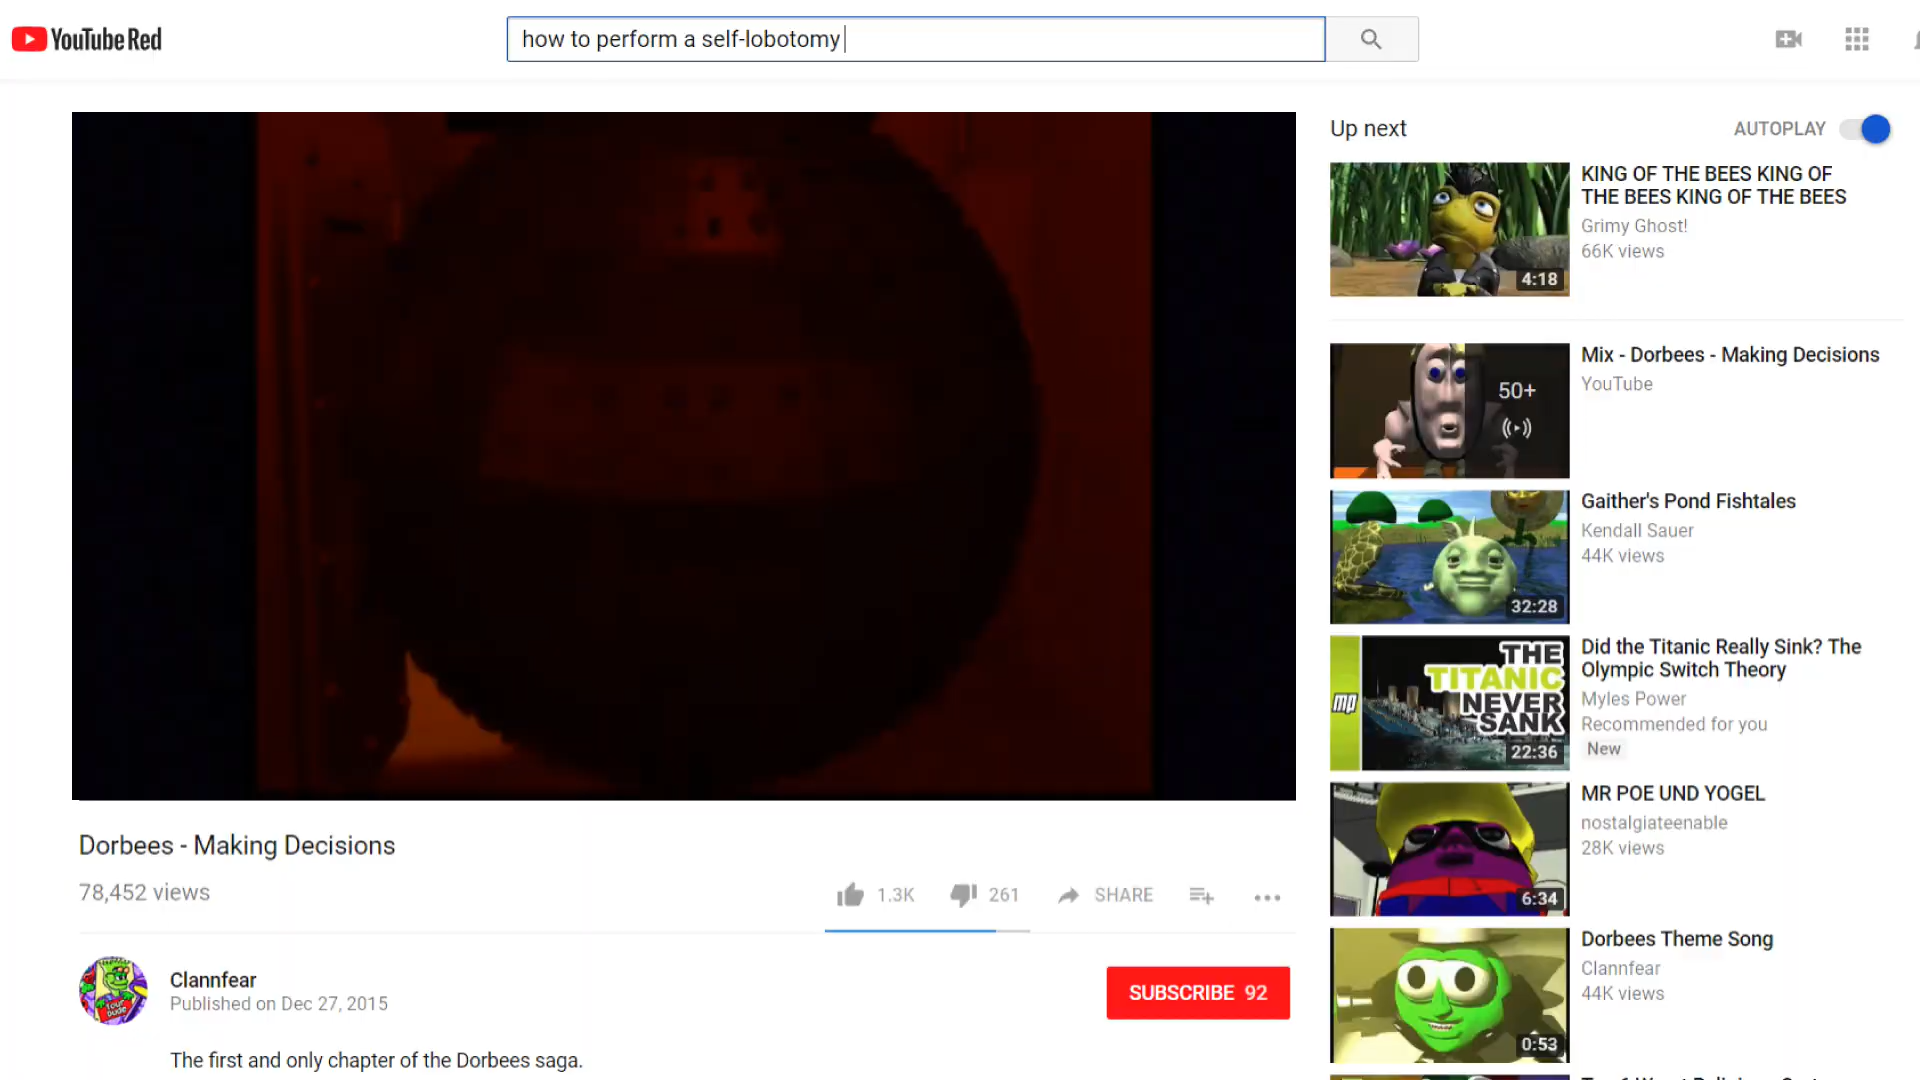 YouTube Red
how to perform a self-lobotomy
Up next
AUTOPLAY
KING OF THE BEES KING OF
THE BEES KING OF THE BEES
Grimy Ghost!
66K views
4:18
Mix - Dorbees - Making Decisions
YouTube
50+
Gaither's Pond Fishtales
Kendall Sauer
44K views
32:28
Did the Titanic Really Sink? The
Olympic Switch Theory
Myles Power
Recommended for you
New
THE
TITANIC
NEVER
SANK
mp
22:36
MR POE UND YOGEL
nostalgiateenable
28K views
6:34
Dorbees Theme Song
Clannfear
44K views
0:53
Dorbees - Making Decisions
78,452 views
1.3K
261
SHARE
Clannfear
Published on Dec 27, 2015
SUBSCRIBE 92
The first and only chapter of the Dorbees saga.